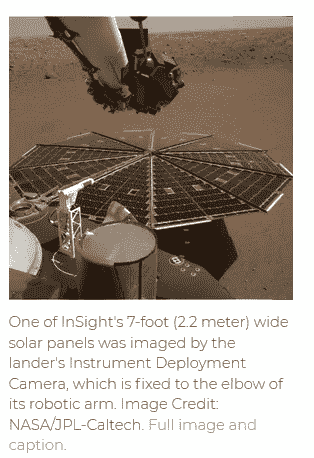 One of InSight's 7-foot (2.2 meter) wide
solar panels was imaged by the
lander's Instrument Deployment
Camera, which is fixed to the elbow of
its robotic arm. Image Credit:
NASA/JPL-Caltech. Full image and
caption.